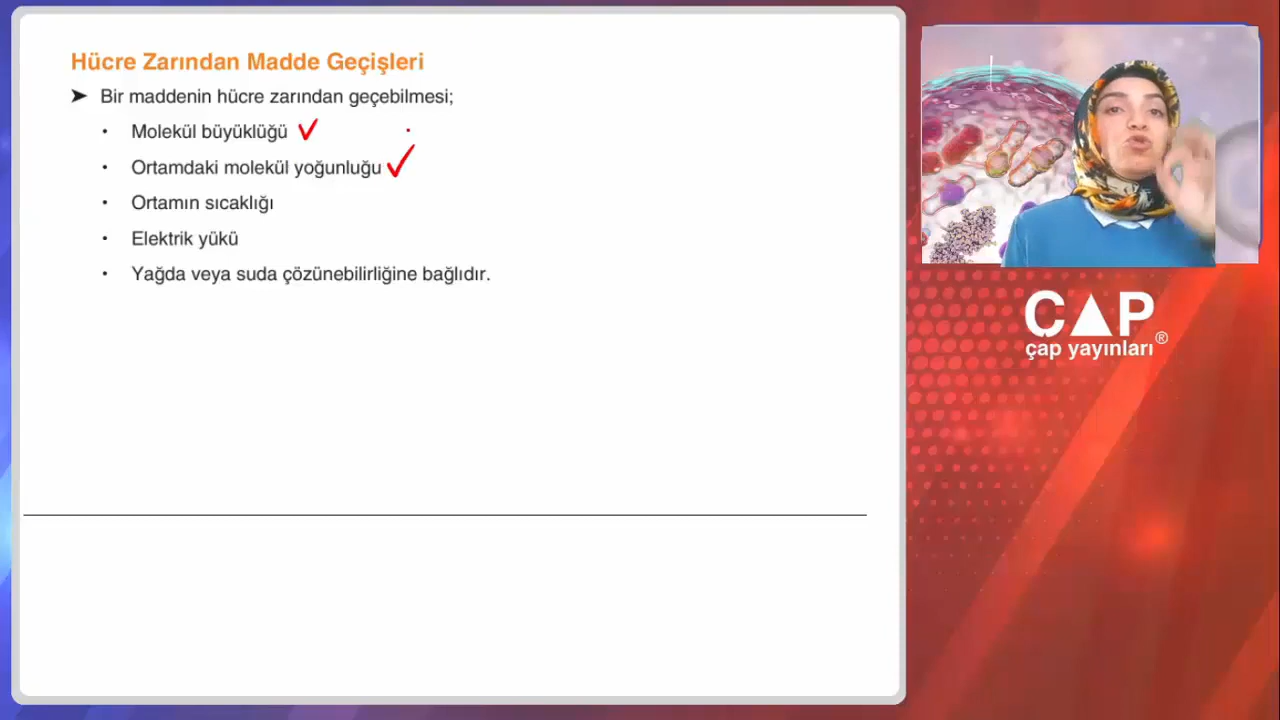 Hücre Zarından Madde Geçişleri
➤ Bir maddenin hücre zarından geçebilmesi;
• Molekül büyüklüğü
• Ortamdaki molekül yoğunluğu
• Ortamın sıcaklığı
• Elektrik yükü
• Yağda veya suda çözünebilirliğine bağlıdır.
ÇAP
çap yayınları®